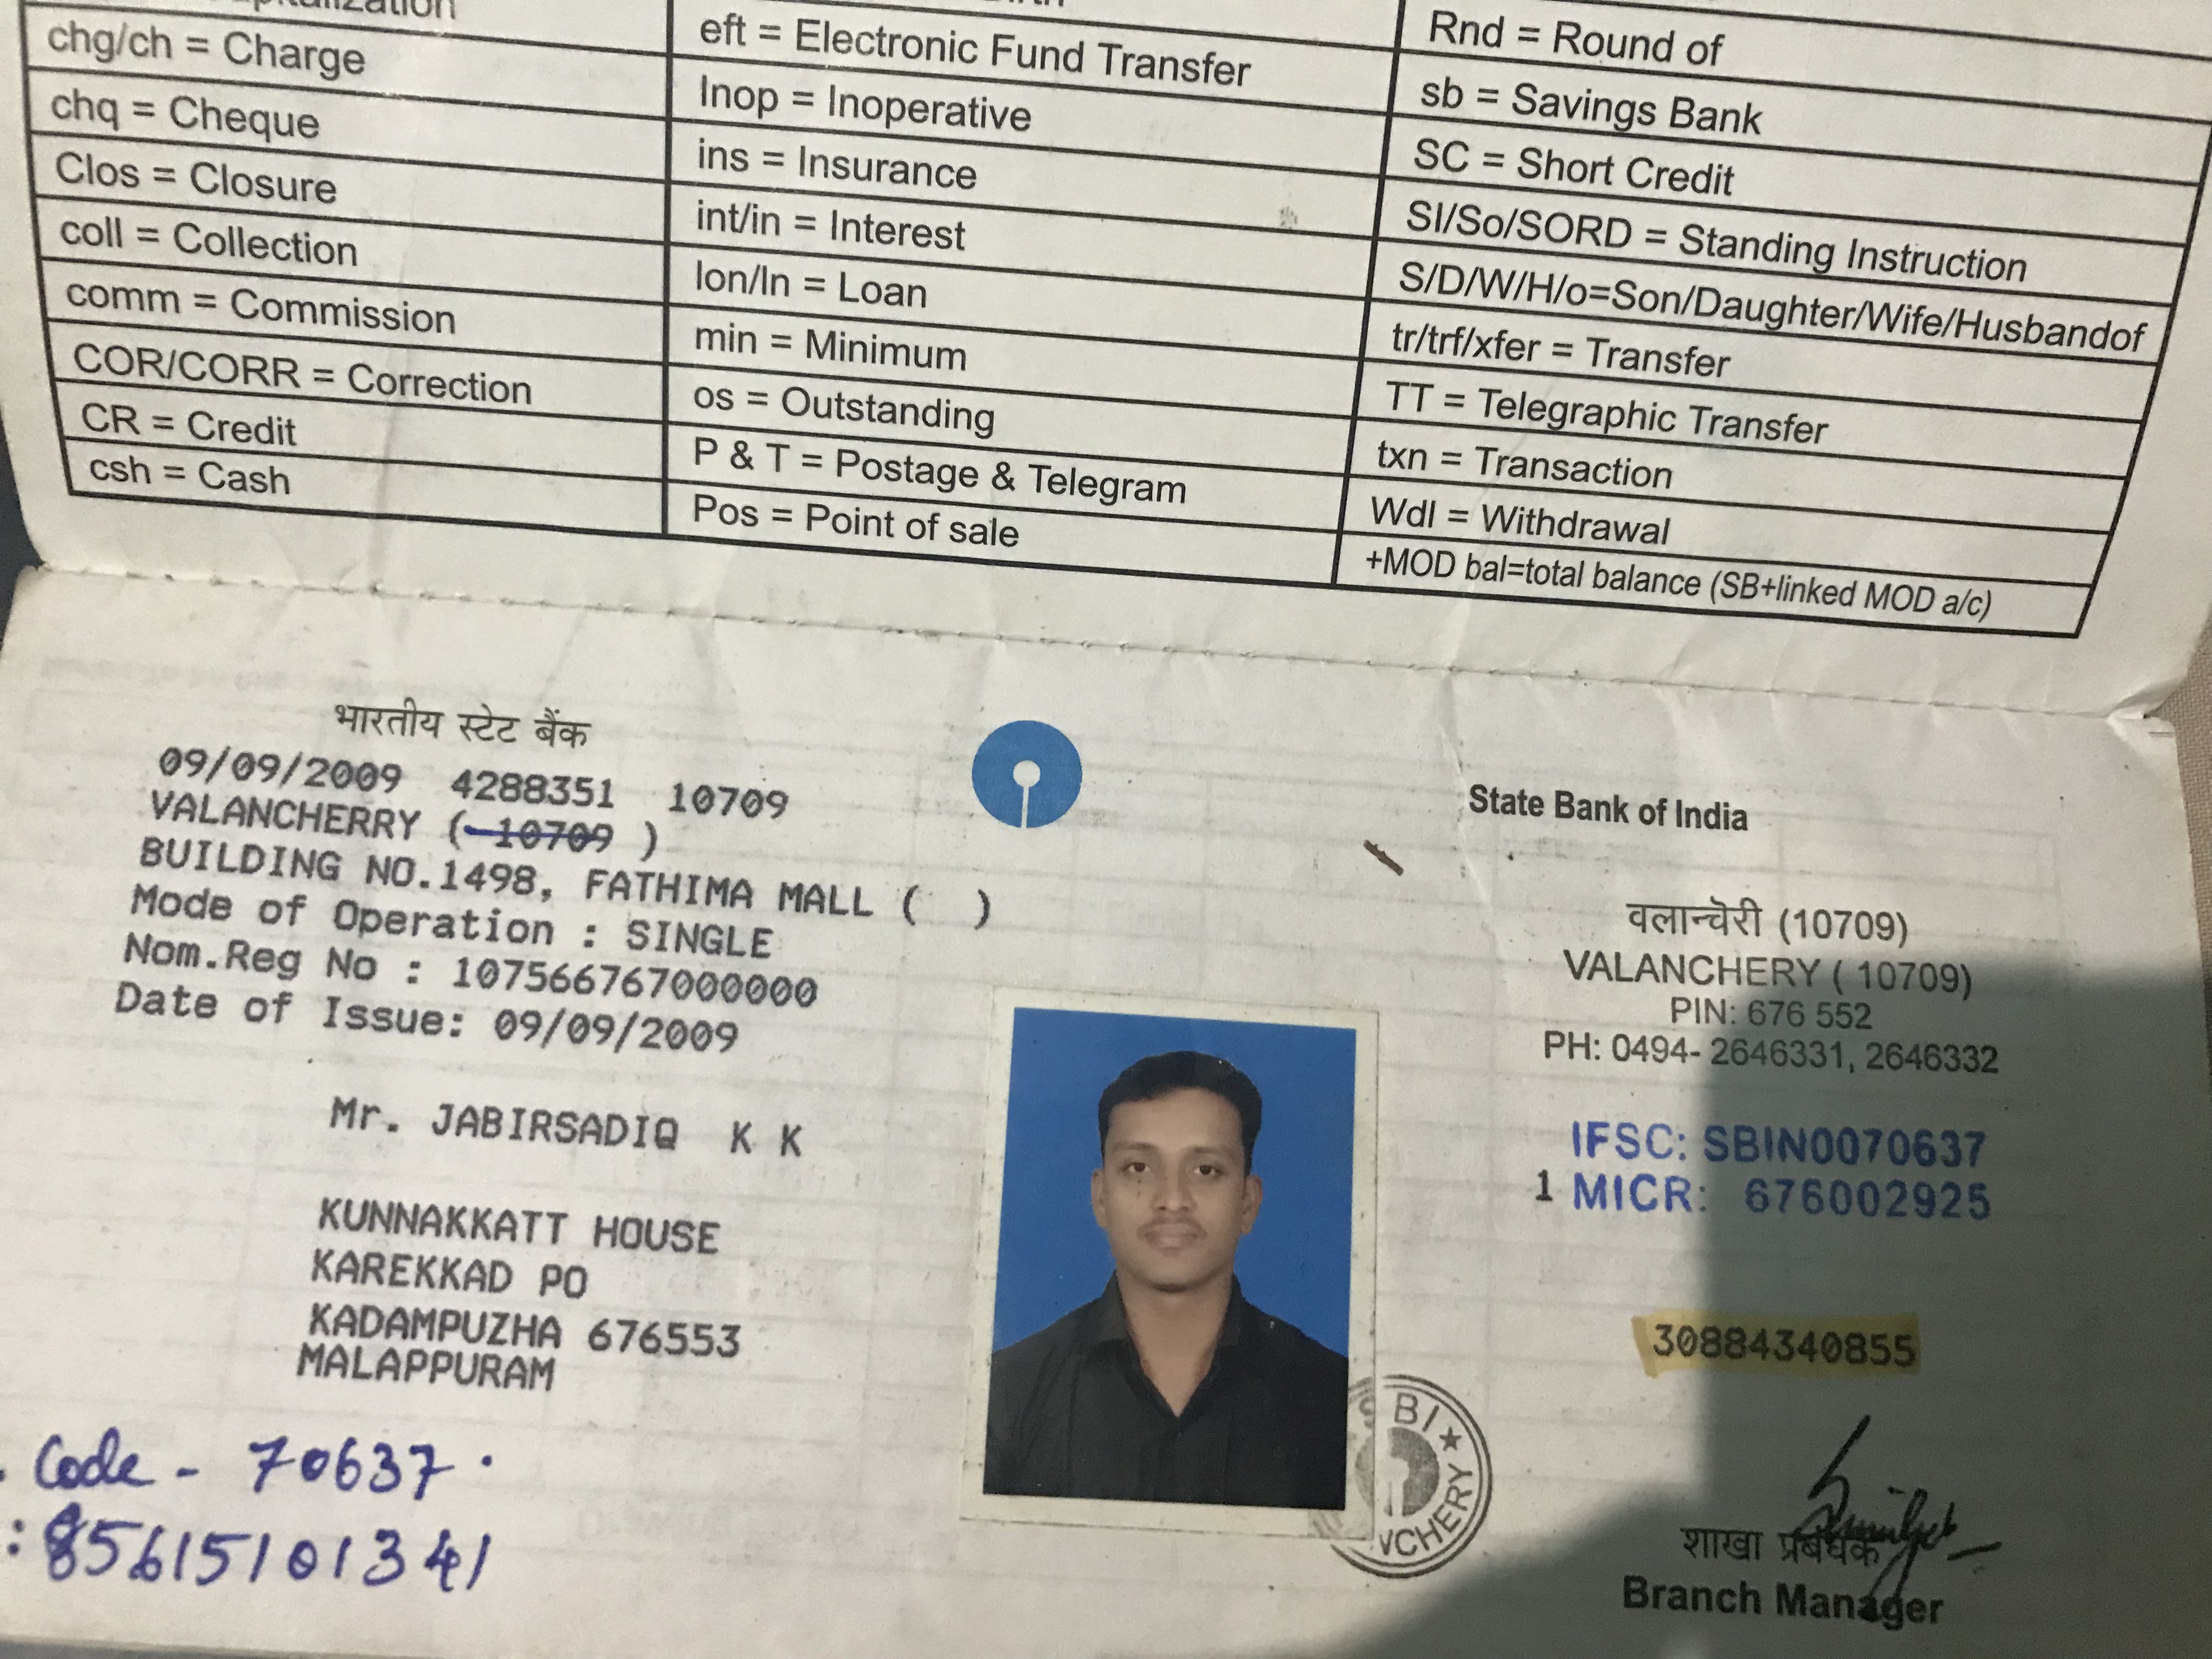 chg/ch = Charge
chq = Cheque
Clos = Closure
coll = Collection
comm = Commission
COR/CORR = Correction
CR = Credit
csh = Cash
eft = Electronic Fund Transfer
Inop = Inoperative
ins = Insurance
int/in = Interest
lon/ln = Loan
min = Minimum
os = Outstanding
P & T = Postage & Telegram
Pos = Point of sale
Rnd = Round of
sb = Savings Bank
SC = Short Credit
SI/So/SORD = Standing Instruction
S/D/W/H/o=Son/Daughter/Wife/Husbandof
tr/trf/xfer = Transfer
TT = Telegraphic Transfer
txn = Transaction
Wdl = Withdrawal
+MOD bal=total balance (SB+linked MOD a/c)
भारतीय स्टेट बैंक
State Bank of India
09/09/2009 4288351 10709
VALANCHERRY ( 10709 )
BUILDING NO.1498, FATHIMA MALL ( )
Mode of Operation : SINGLE
Nom.Reg No : 1075667670000000
Date of Issue: 09/09/2009
वलान्चेरी (10709)
VALANCHERY ( 10709)
PIN: 676 552
PH: 0494- 2646331, 2646332
IFSC: SBIN0070637
1 MICR: 676002925
Mr. JABIRSADIQ K K
KUNNAKKATT HOUSE
KAREKKAD PO
KADAMPUZHA 676553
MALAPPURAM
30884340855
SBI ★
NCHERY
Code - 70637 .
: 8561510134
शाखा प्रबंधक
Branch Manager